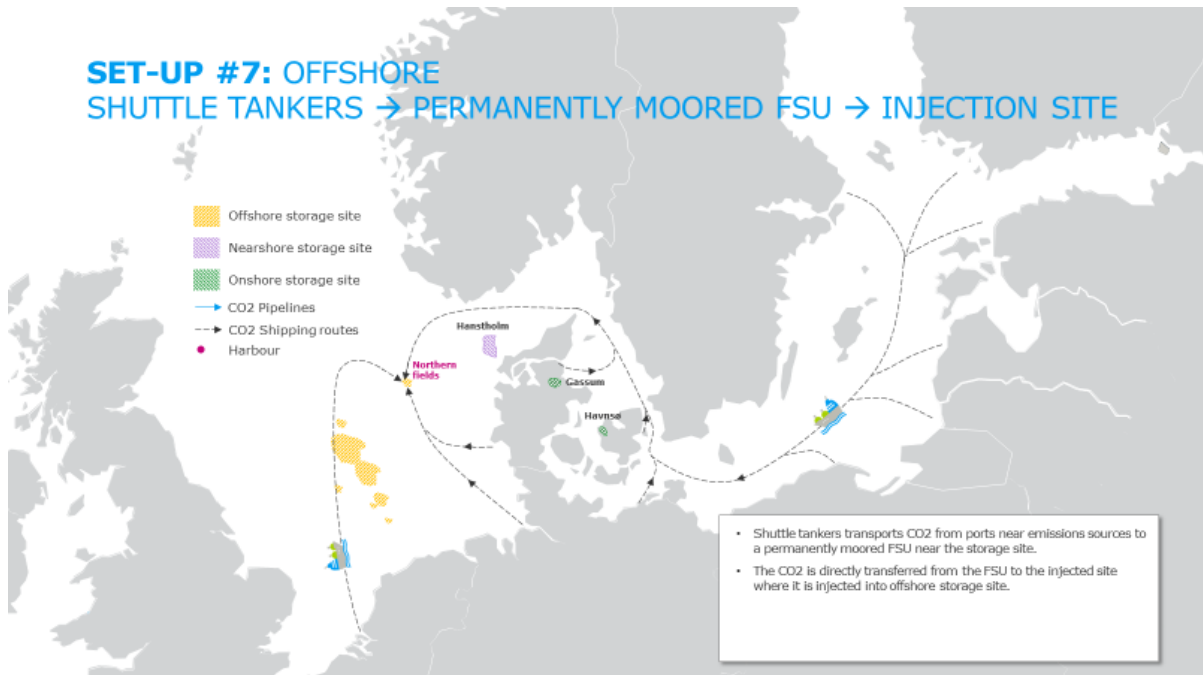 SET-UP #7: OFFSHORE
SHUTTLE TANKERS → PERMANENTLY MOORED FSU → INJECTION SITE
Offshore storage site
Nearshore storage site
Onshore storage site
CO2 Pipelines
CO2 Shipping routes
Harbour
Hanstholm
Northern
fields
Gassum
Havnsø
▪ Shuttle tankers transports CO2 from ports near emissions sources to
a permanently moored FSU near the storage site.
▪ The CO2 is directly transferred from the FSU to the injected site
where it is injected into offshore storage site.